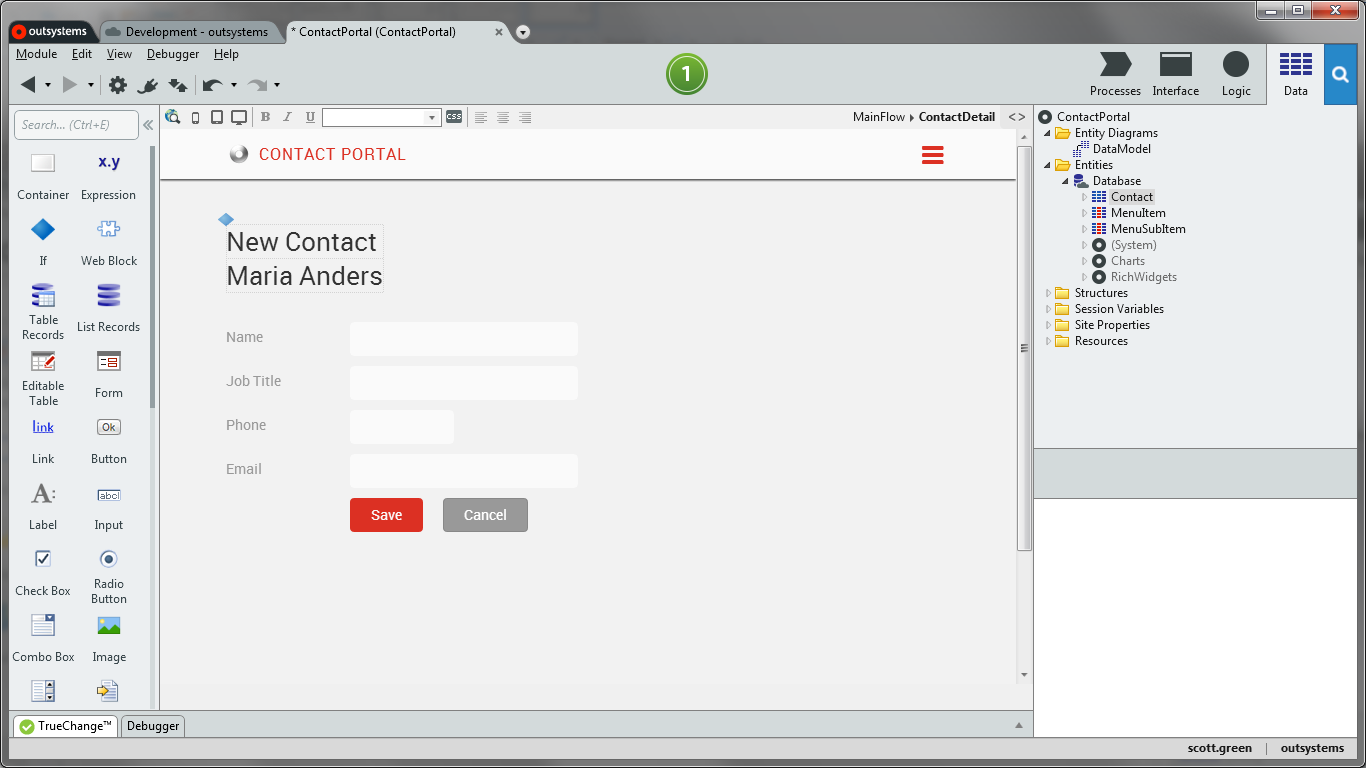 outsystems
Development - outsystems
* ContactPortal (ContactPortal)
Module Edit View Debugger Help
1
Processes Interface Logic Data
Search... (Ctrl+E)
Container Expression
If Web Block
Table Records List Records
Editable Table Form
link Ok
Link Button
A: abcl
Label Input
Check Box Radio Button
Combo Box Image
x.y
B I U
CSS
MainFlow ▸ ContactDetail < >
CONTACT PORTAL
New Contact
Maria Anders
Name
Job Title
Phone
Email
Save Cancel
ContactPortal
Entity Diagrams
DataModel
Entities
Database
Contact
MenuItem
MenuSubItem
(System)
Charts
RichWidgets
Structures
Session Variables
Site Properties
Resources
TrueChange™ Debugger
scott.green | outsystems